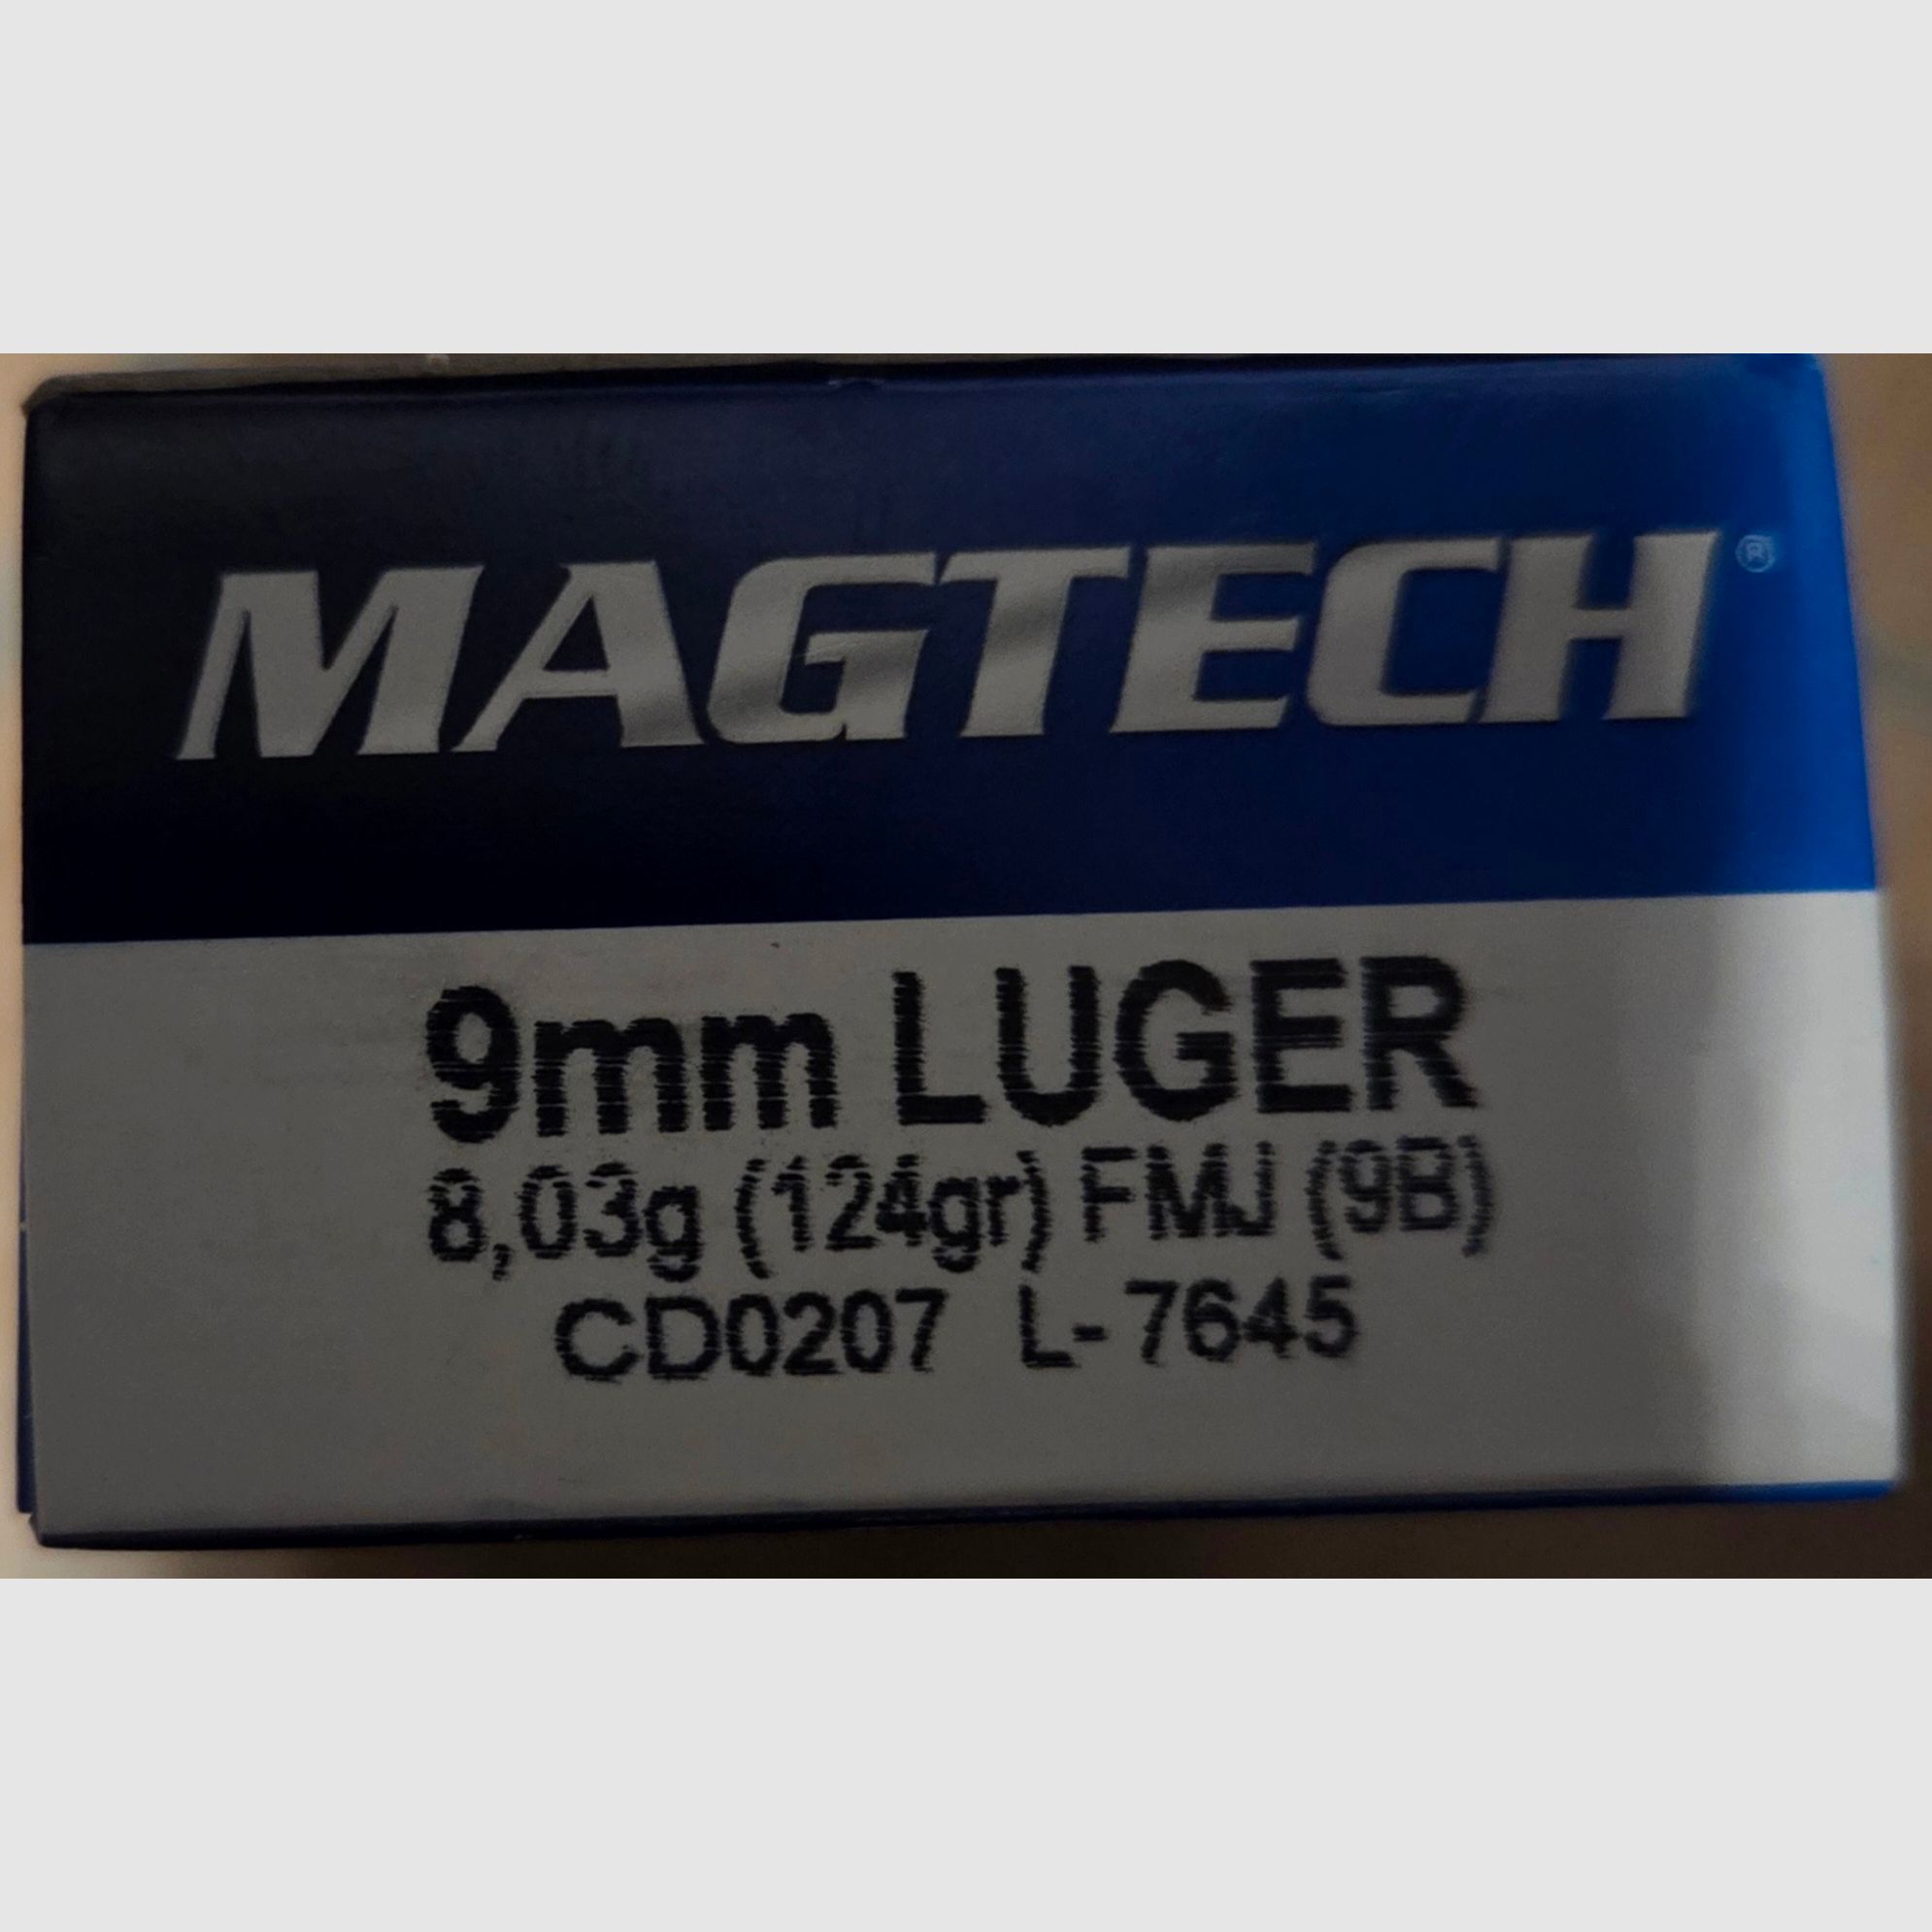 MAGTECH®
9mm LUGER
8,03g (124gr) FMJ (9B)
CD0207 L-7645